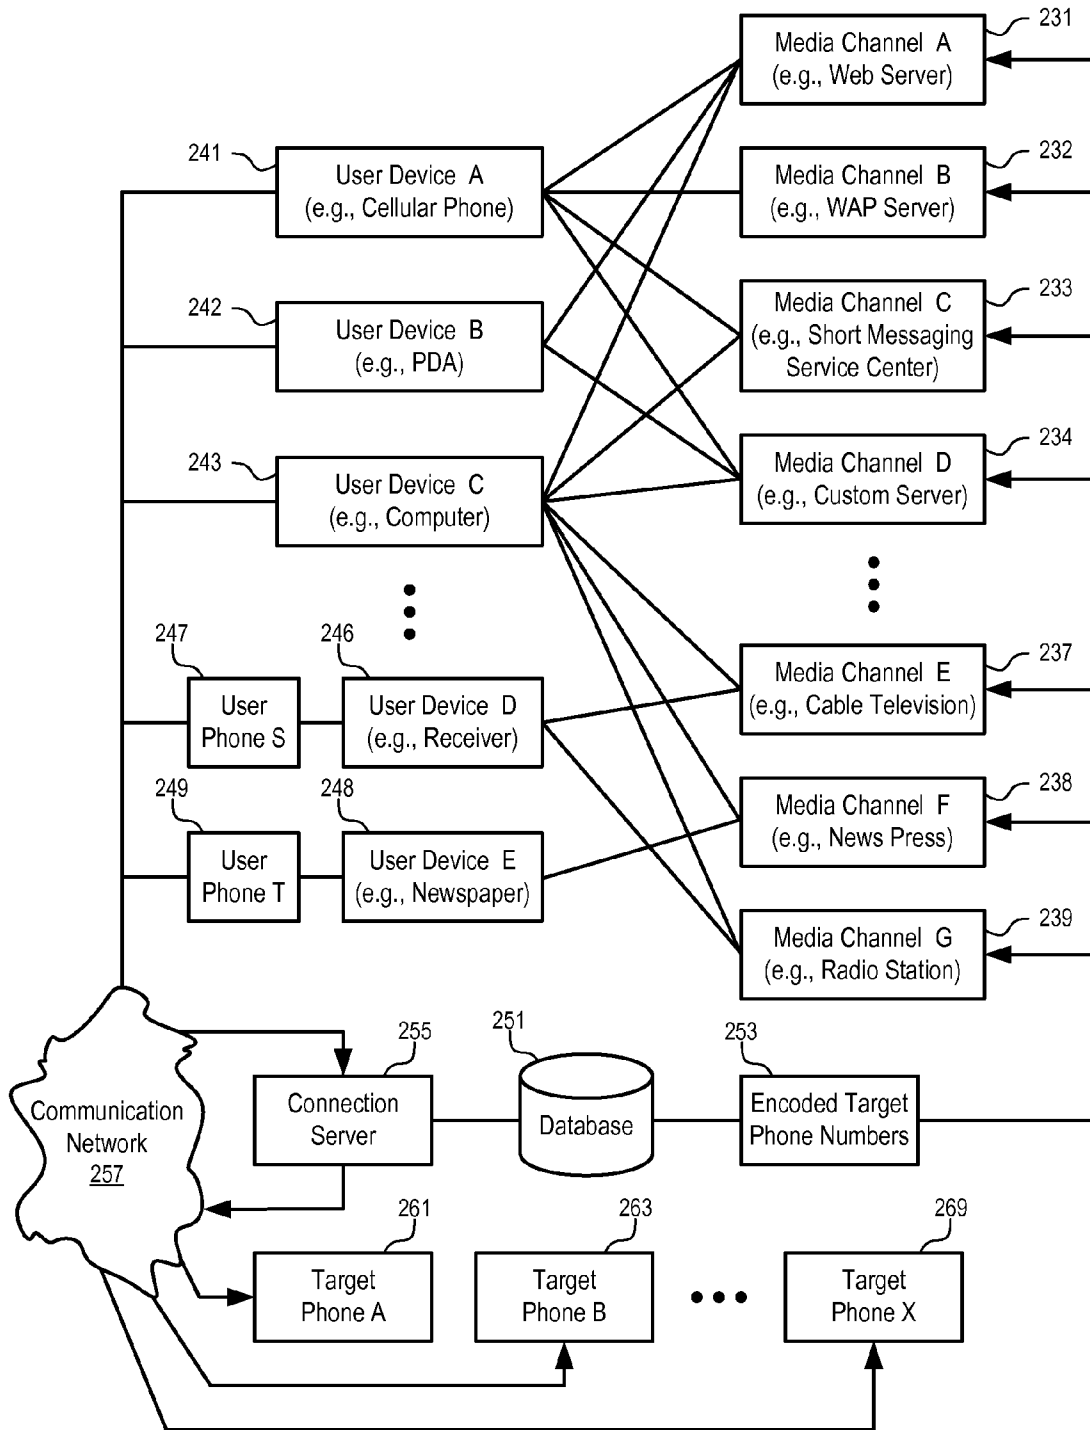 231
Media Channel A
(e.g., Web Server)
241
User Device A
(e.g., Cellular Phone)
232
Media Channel B
(e.g., WAP Server)
242
User Device B
(e.g., PDA)
233
Media Channel C
(e.g., Short Messaging
Service Center)
243
User Device C
(e.g., Computer)
234
Media Channel D
(e.g., Custom Server)
247
User
Phone S
246
User Device D
(e.g., Receiver)
237
Media Channel E
(e.g., Cable Television)
249
User
Phone T
248
User Device E
(e.g., Newspaper)
238
Media Channel F
(e.g., News Press)
239
Media Channel G
(e.g., Radio Station)
Communication
Network
257
255
Connection
Server
251
Database
253
Encoded Target
Phone Numbers
261
Target
Phone A
263
Target
Phone B
269
Target
Phone X